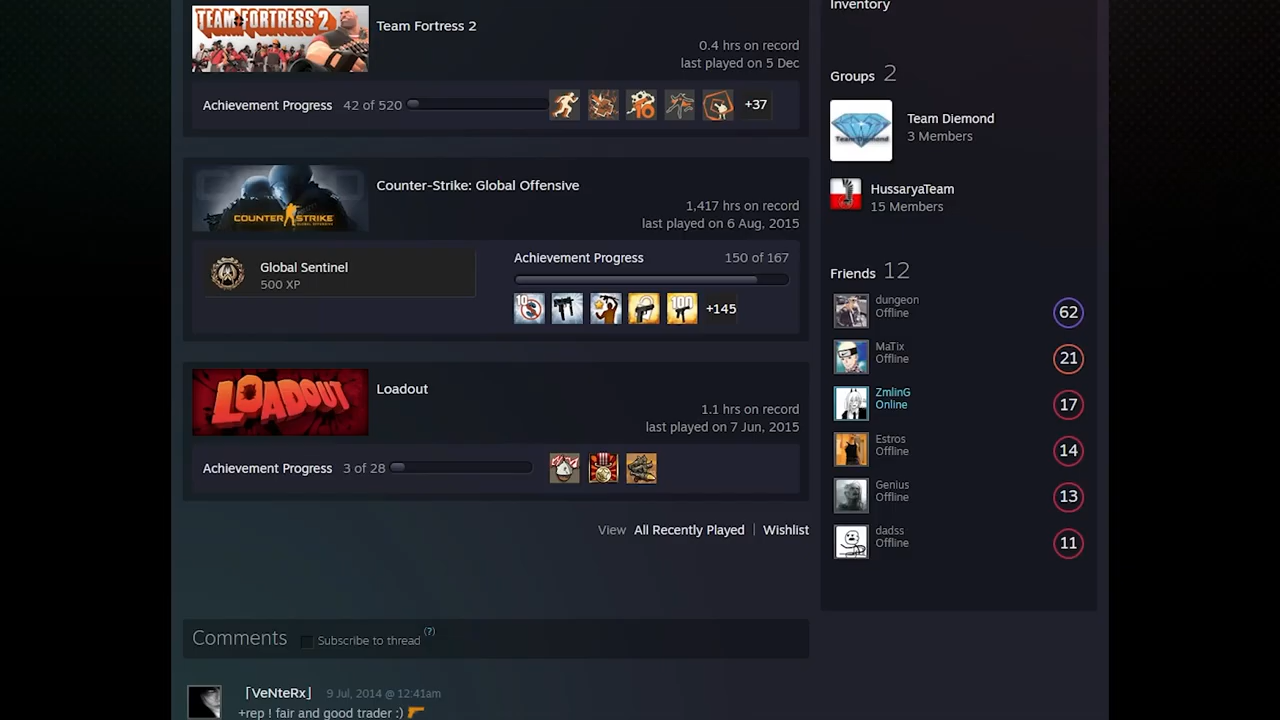 TEAM FORTRESS 2
Team Fortress 2
0.4 hrs on record
last played on 5 Dec
Achievement Progress 42 of 520
+37
COUNTER STRIKE
Counter-Strike: Global Offensive
1,417 hrs on record
last played on 6 Aug, 2015
Global Sentinel
500 XP
Achievement Progress 150 of 167
+145
LOADOUT
Loadout
1.1 hrs on record
last played on 7 Jun, 2015
Achievement Progress 3 of 28
View All Recently Played | Wishlist
Comments Subscribe to thread (?)
⌈VeNteRx⌋ 9 Jul, 2014 @ 12:41am
+rep ! fair and good trader :)
Inventory
Groups 2
Team Diemond
Team Diemond
3 Members
HussaryaTeam
15 Members
Friends 12
dungeon
Offline
62
MaTix
Offline
21
ZmlinG
Online
17
Estros
Offline
14
Genius
Offline
13
dadss
Offline
11